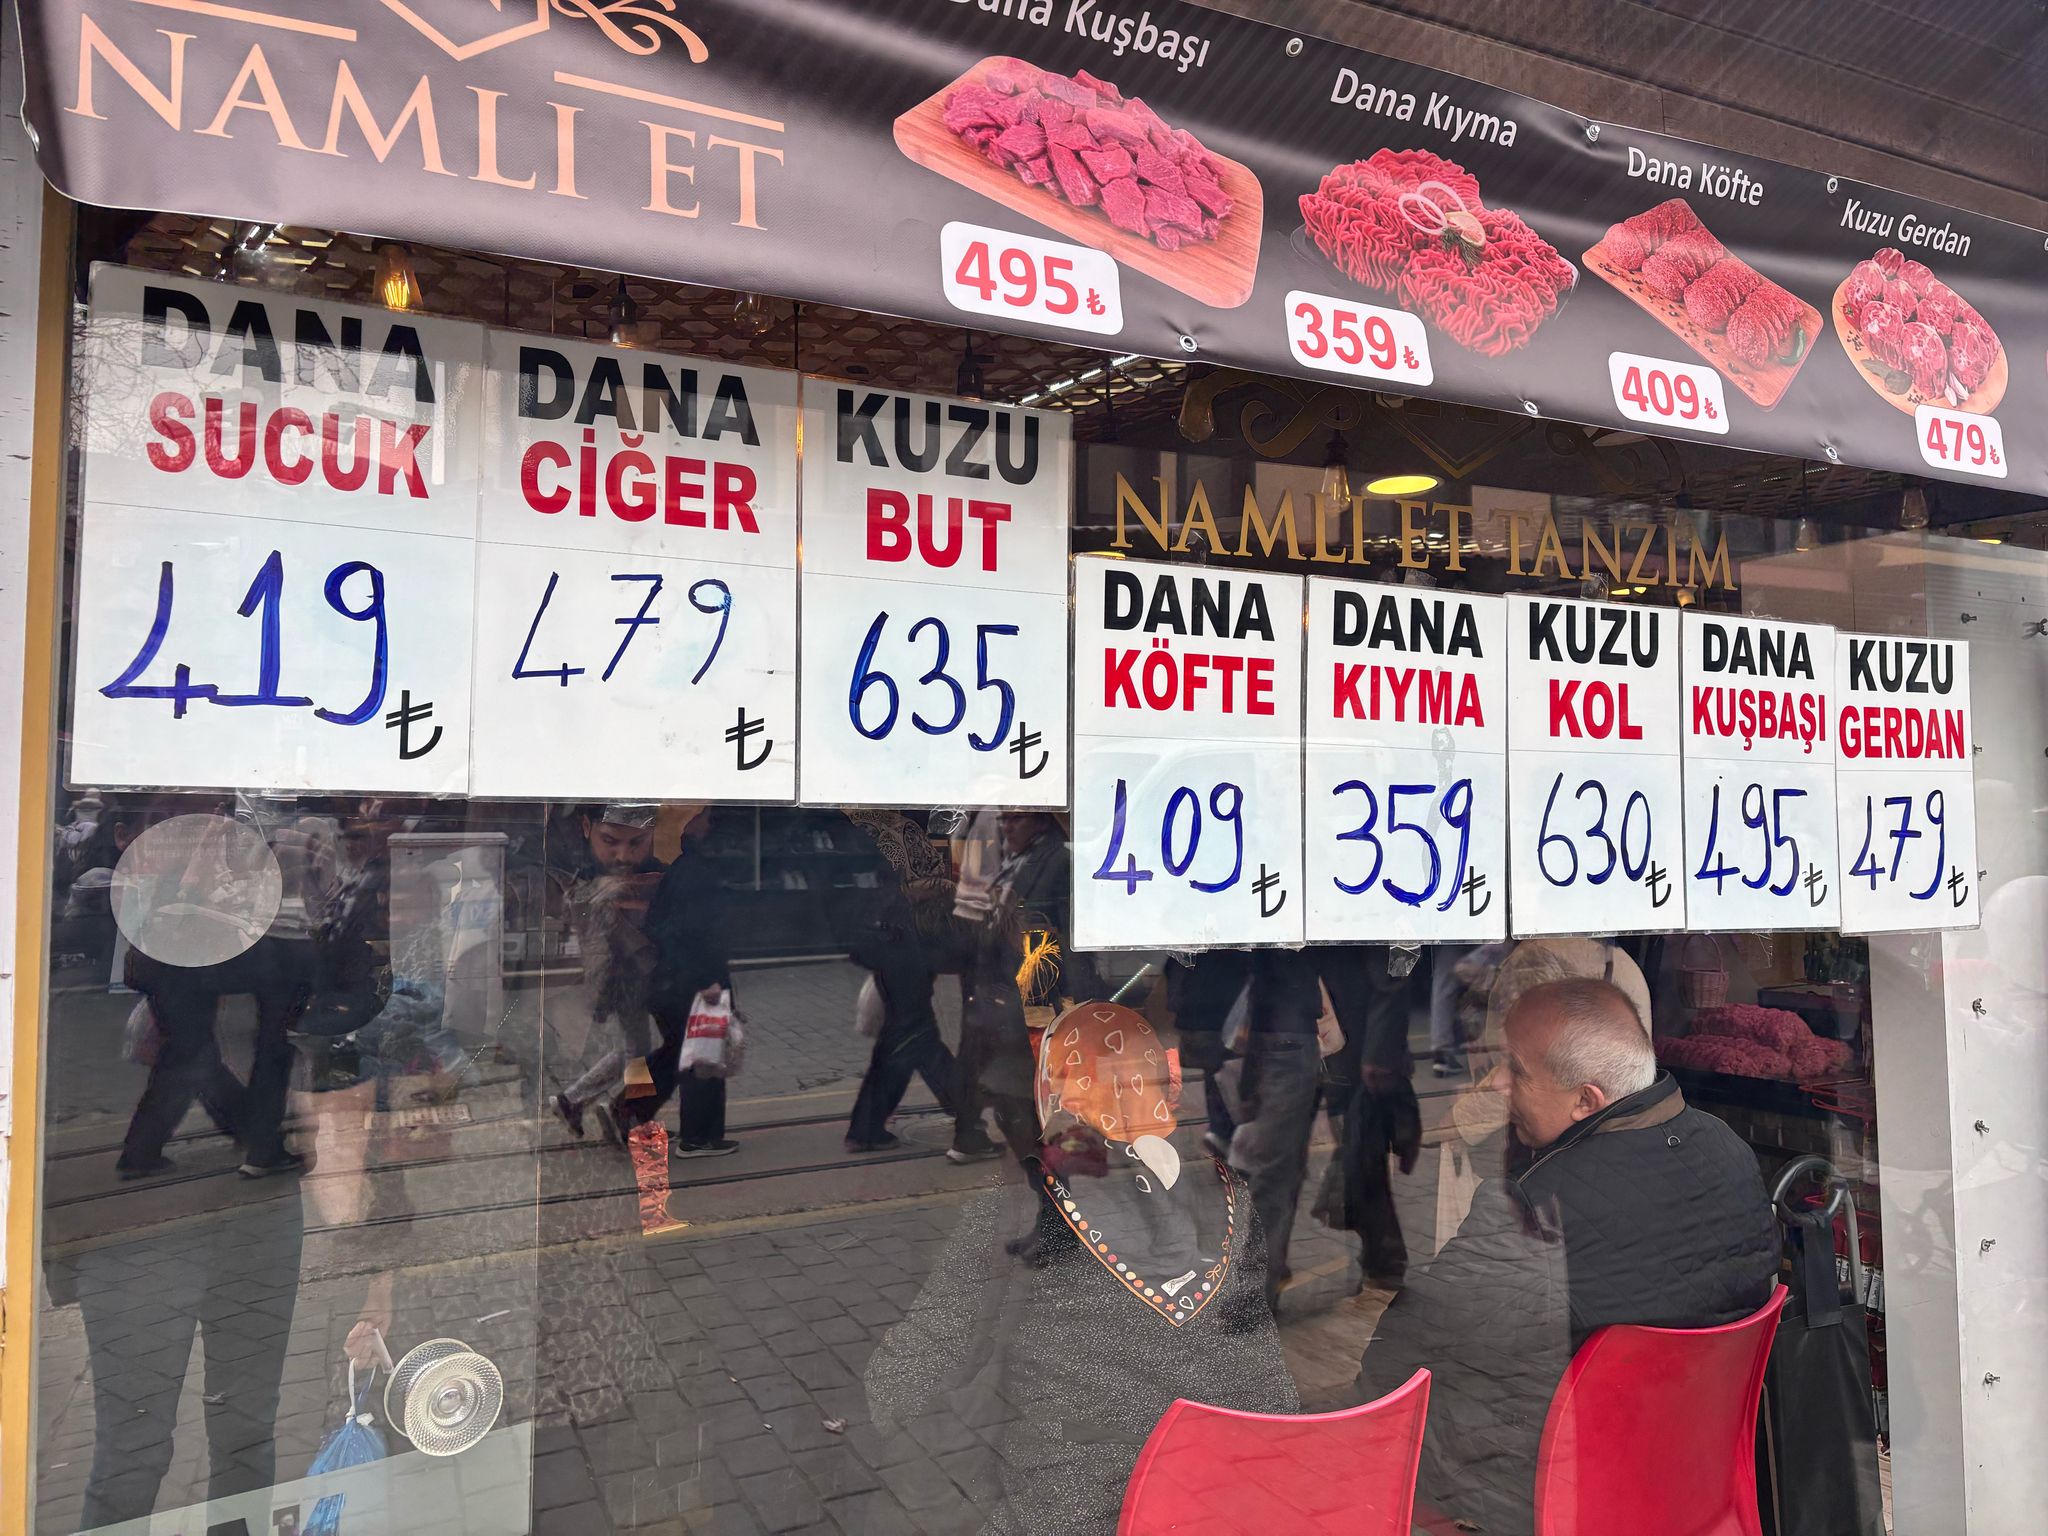 NAMLI ET
Dana Kuşbaşı
495₺
Dana Kıyma
359₺
Dana Köfte
409₺
Kuzu Gerdan
479₺
NAMLI ET TANZİM
DANA
SUCUK
419₺
DANA
CİĞER
479₺
KUZU
BUT
635₺
DANA
KÖFTE
409₺
DANA
KIYMA
359₺
KUZU
KOL
630₺
DANA
KUŞBAŞI
495₺
KUZU
GERDAN
479₺